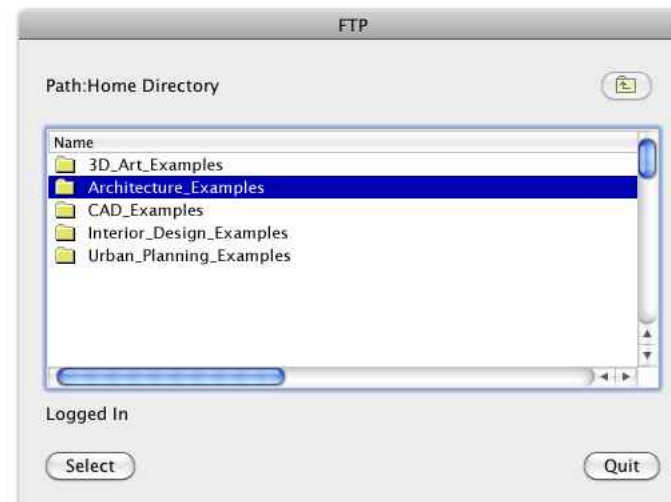 FTP
Path:Home Directory
Name
3D_Art_Examples
Architecture_Examples
CAD_Examples
Interior_Design_Examples
Urban_Planning_Examples
Logged In
Select
Quit